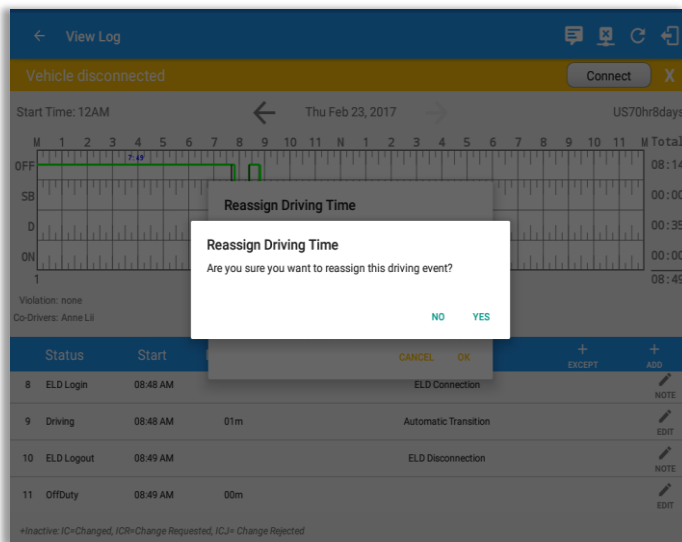 View Log
Vehicle disconnected
Connect
X
Start Time: 12AM
Thu Feb 23, 2017
US70hr8days
M 1 2 3 4 5 6 7 8 9 10 11 N 1 2 3 4 5 6 7 8 9 10 11 M Total
7:49
OFF 08:14
SB 00:00
D 00:35
ON 00:00
1 08:49
Reassign Driving Time
Reassign Driving Time
Are you sure you want to reassign this driving event?
NO YES
Violation: none
Co-Drivers: Anne Lii
CANCEL OK
Status Start + EXCEPT + ADD
8 ELD Login 08:48 AM ELD Connection NOTE
9 Driving 08:48 AM 01m Automatic Transition EDIT
10 ELD Logout 08:49 AM ELD Disconnection NOTE
11 OffDuty 08:49 AM 00m EDIT
+Inactive: IC=Changed, ICR=Change Requested, ICJ= Change Rejected